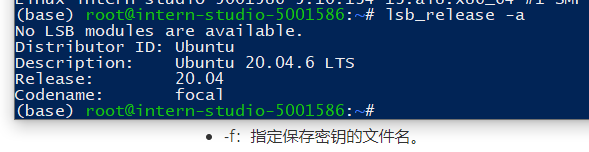 (base) root@intern-studio-5001586:~# lsb_release -a
No LSB modules are available.
Distributor ID: Ubuntu
Description:    Ubuntu 20.04.6 LTS
Release:        20.04
Codename:       focal
(base) root@intern-studio-5001586:~#
• -f：指定保存密钥的文件名。